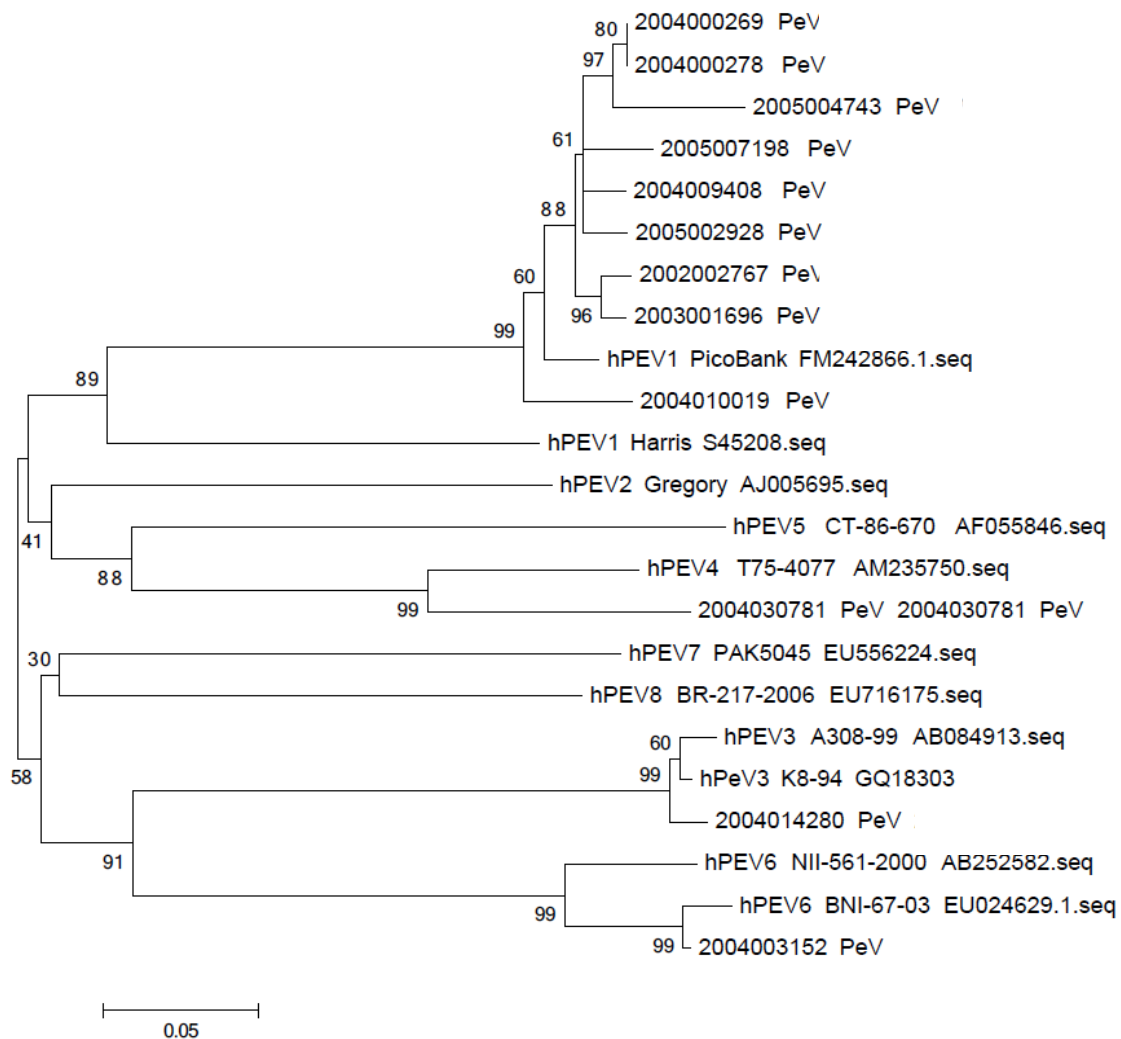 80
2004000269 PeV
97
2004000278 PeV
2005004743 PeV
61
2005007198 PeV
2004009408 PeV
88
2005002928 PeV
60
2002002767 PeV
96
2003001696 PeV
99
hPEV1 PicoBank FM242866.1.seq
89
2004010019 PeV
hPEV1 Harris S45208.seq
hPEV2 Gregory AJ005695.seq
41
hPEV5 CT-86-670 AF055846.seq
88
hPEV4 T75-4077 AM235750.seq
99
2004030781 PeV 2004030781 PeV
30
hPEV7 PAK5045 EU556224.seq
hPEV8 BR-217-2006 EU716175.seq
60
hPEV3 A308-99 AB084913.seq
58
99
hPeV3 K8-94 GQ18303
2004014280 PeV
91
hPEV6 NII-561-2000 AB252582.seq
99
hPEV6 BNI-67-03 EU024629.1.seq
99
2004003152 PeV
0.05